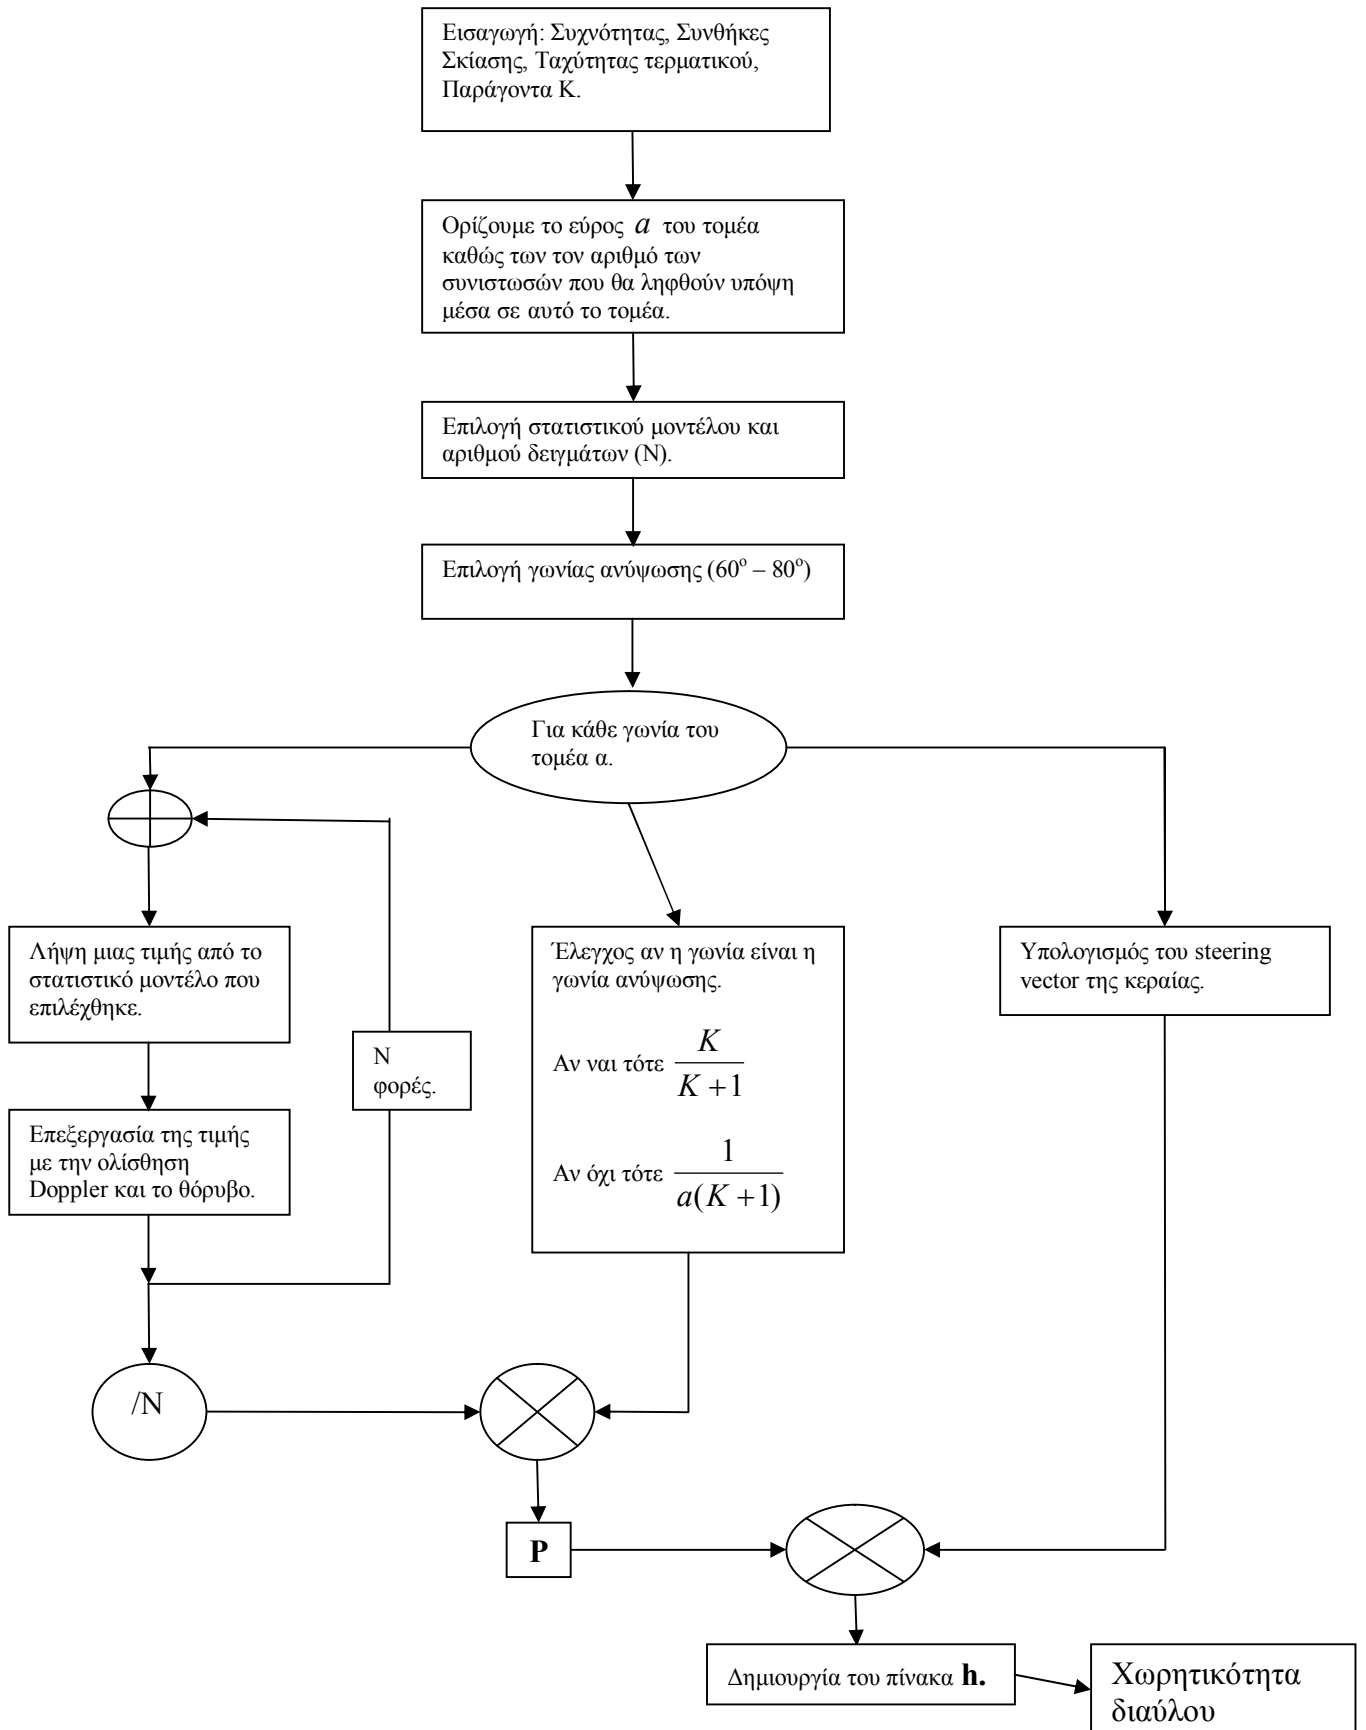 Εισαγωγή: Συχνότητας, Συνθήκες
Σκίασης, Ταχύτητας τερματικού,
Παράγοντα Κ.
Ορίζουμε το εύρος a του τομέα
καθώς των τον αριθμό των
συνιστωσών που θα ληφθούν υπόψη
μέσα σε αυτό το τομέα.
Επιλογή στατιστικού μοντέλου και
αριθμού δειγμάτων (Ν).
Επιλογή γωνίας ανύψωσης (60° – 80°)
Για κάθε γωνία του
τομέα α.
Λήψη μιας τιμής από το
στατιστικό μοντέλο που
επιλέχθηκε.
Ν
φορές.
Επεξεργασία της τιμής
με την ολίσθηση
Doppler και το θόρυβο.
Έλεγχος αν η γωνία είναι η
γωνία ανύψωσης.
Αν ναι τότε K / K + 1
Αν όχι τότε 1 / a(K + 1)
Υπολογισμός του steering
vector της κεραίας.
/N
P
Δημιουργία του πίνακα h.
Χωρητικότητα
διαύλου